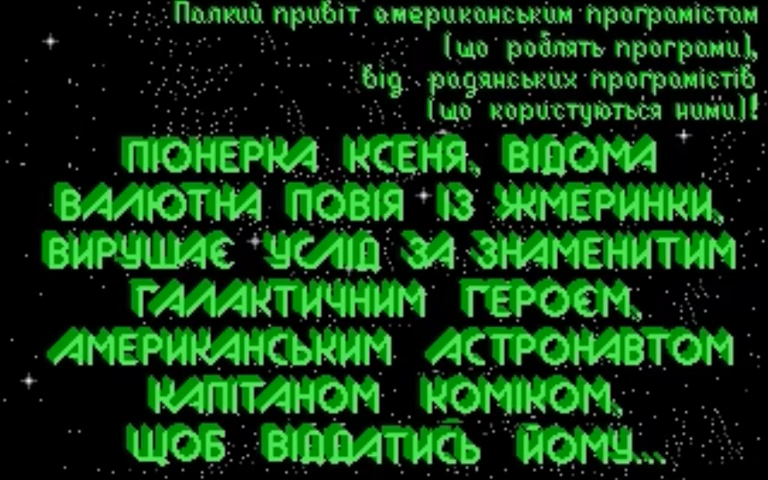 Палкий привіт американським програмістам
(що роблять програми),
від радянських програмістів
(що користуються ними)!
ПІОНЕРКА КСЕНЯ, ВІДОМА
ВАЛЮТНА ПОВІЯ ІЗ ЖМЕРИНКИ,
ВИРУШАЄ УСЛІД ЗА ЗНАМЕНИТИМ
ГАЛАКТИЧНИМ ГЕРОЄМ,
АМЕРИКАНСЬКИМ АСТРОНАВТОМ
КАПІТАНОМ КОМІКОМ,
ЩОБ ВІДДАТИСЬ ЙОМУ...